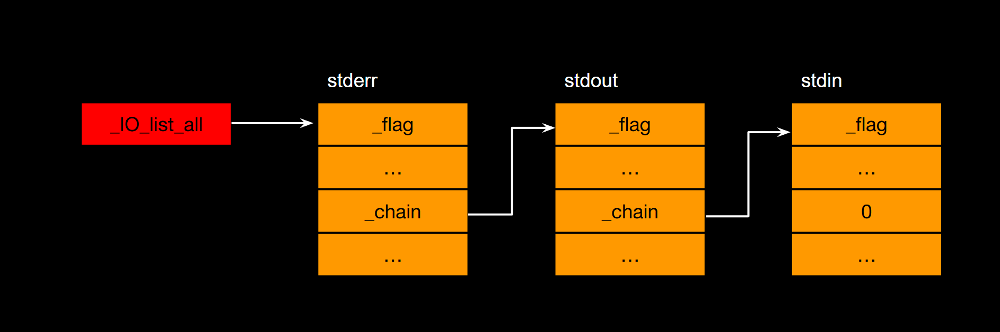 stderr
stdout
stdin
_IO_list_all
_flag
_flag
_flag
...
...
...
_chain
_chain
0
...
...
...